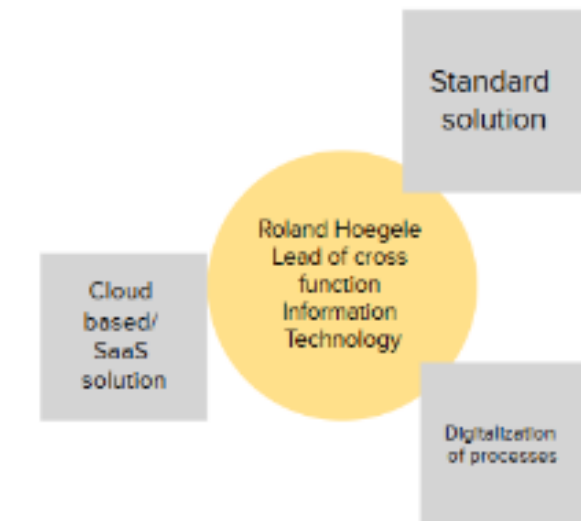 Standard
solution
Roland Hoegele
Lead of cross
function
Information
Technology
Cloud
based/
SaaS
solution
Digitalization
of processes